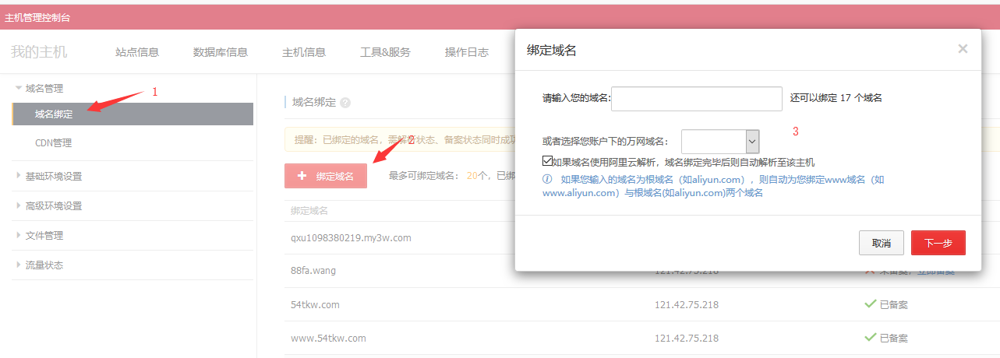 主机管理控制台
我的主机
站点信息
数据库信息
主机信息
工具&服务
操作日志
域名管理
1
域名绑定
CDN管理
基础环境设置
高级环境设置
文件管理
流量状态
域名绑定
提醒：已绑定的域名，需解析状态、备案状态同时成功
2
绑定域名
最多可绑定域名： 20个，已绑
绑定域名
qxu1098380219.my3w.com
88fa.wang
121.42.75.218
未备案，立即备案
54tkw.com
121.42.75.218
已备案
www.54tkw.com
121.42.75.218
已备案
绑定域名
请输入您的域名:
还可以绑定 17 个域名
3
或者选择您账户下的万网域名：
如果域名使用阿里云解析，域名绑定完毕后则自动解析至该主机
如果您输入的域名为根域名（如aliyun.com），则自动为您绑定www域名（如
www.aliyun.com）与根域名(如aliyun.com)两个域名
取消
下一步